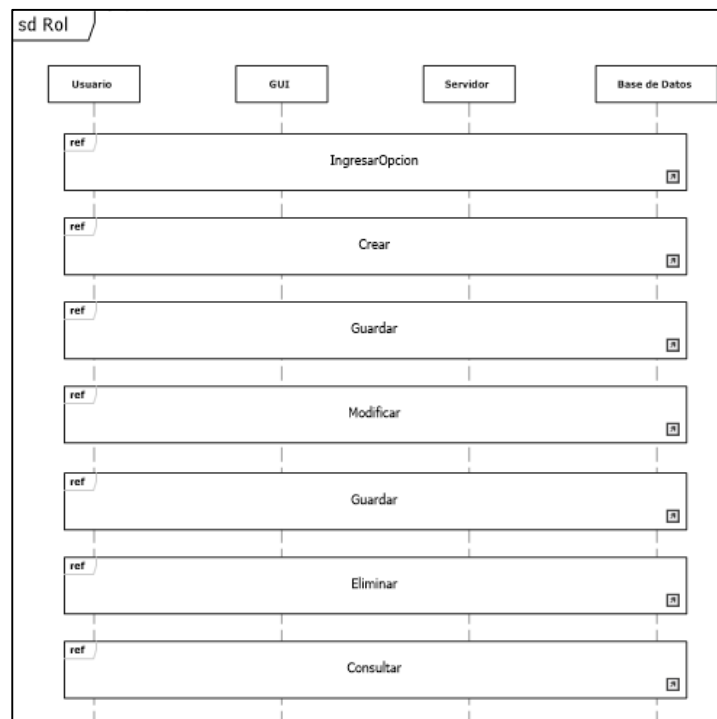 sd Rol
Usuario GUI Servidor Base de Datos
ref
IngresarOpcion
ref
Crear
ref
Guardar
ref
Modificar
ref
Guardar
ref
Eliminar
ref
Consultar